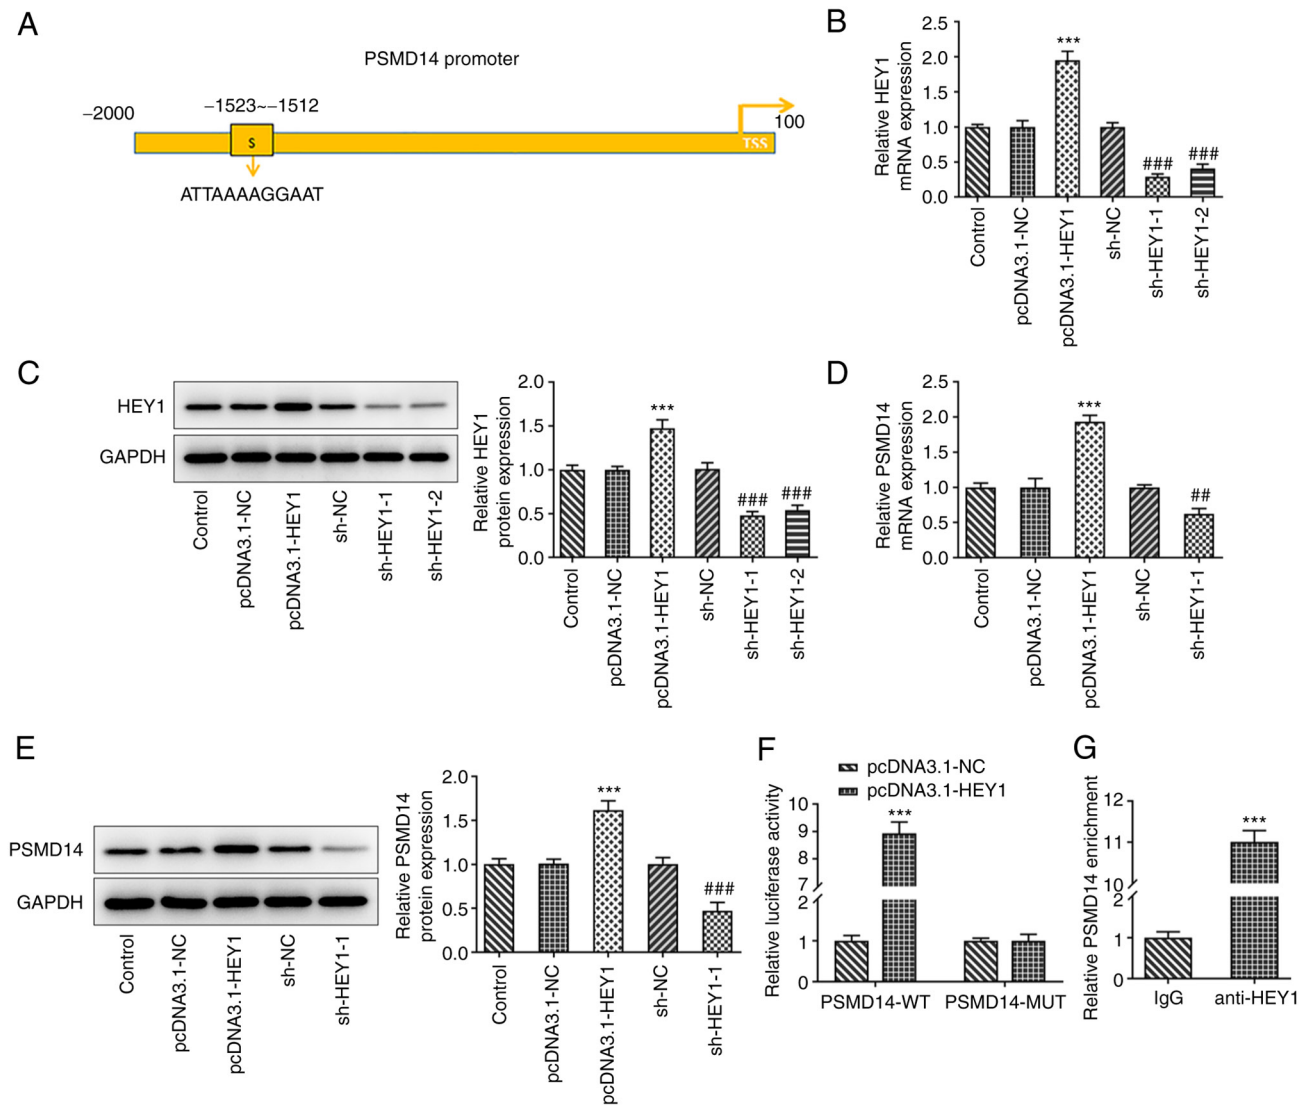 A
PSMD14 promoter
−2000
−1523~−1512
100
S
TSS
ATTAAAAGGAAT
B
Relative HEY1
mRNA expression
2.5
2.0
1.5
1.0
0.5
0.0
***
###
###
Control
pcDNA3.1-NC
pcDNA3.1-HEY1
sh-NC
sh-HEY1-1
sh-HEY1-2
C
HEY1
GAPDH
Control
pcDNA3.1-NC
pcDNA3.1-HEY1
sh-NC
sh-HEY1-1
sh-HEY1-2
Relative HEY1
protein expression
2.0
1.5
1.0
0.5
0.0
***
###
###
Control
pcDNA3.1-NC
pcDNA3.1-HEY1
sh-NC
sh-HEY1-1
sh-HEY1-2
D
Relative PSMD14
mRNA expression
2.5
2.0
1.5
1.0
0.5
0.0
***
##
Control
pcDNA3.1-NC
pcDNA3.1-HEY1
sh-NC
sh-HEY1-1
E
PSMD14
GAPDH
Control
pcDNA3.1-NC
pcDNA3.1-HEY1
sh-NC
sh-HEY1-1
Relative PSMD14
protein expression
2.0
1.5
1.0
0.5
0.0
***
###
Control
pcDNA3.1-NC
pcDNA3.1-HEY1
sh-NC
sh-HEY1-1
F
pcDNA3.1-NC
pcDNA3.1-HEY1
Relative luciferase activity
10
9
8
7
2
1
0
***
PSMD14-WT
PSMD14-MUT
G
Relative PSMD14 enrichment
12
11
10
2
1
0
***
IgG
anti-HEY1